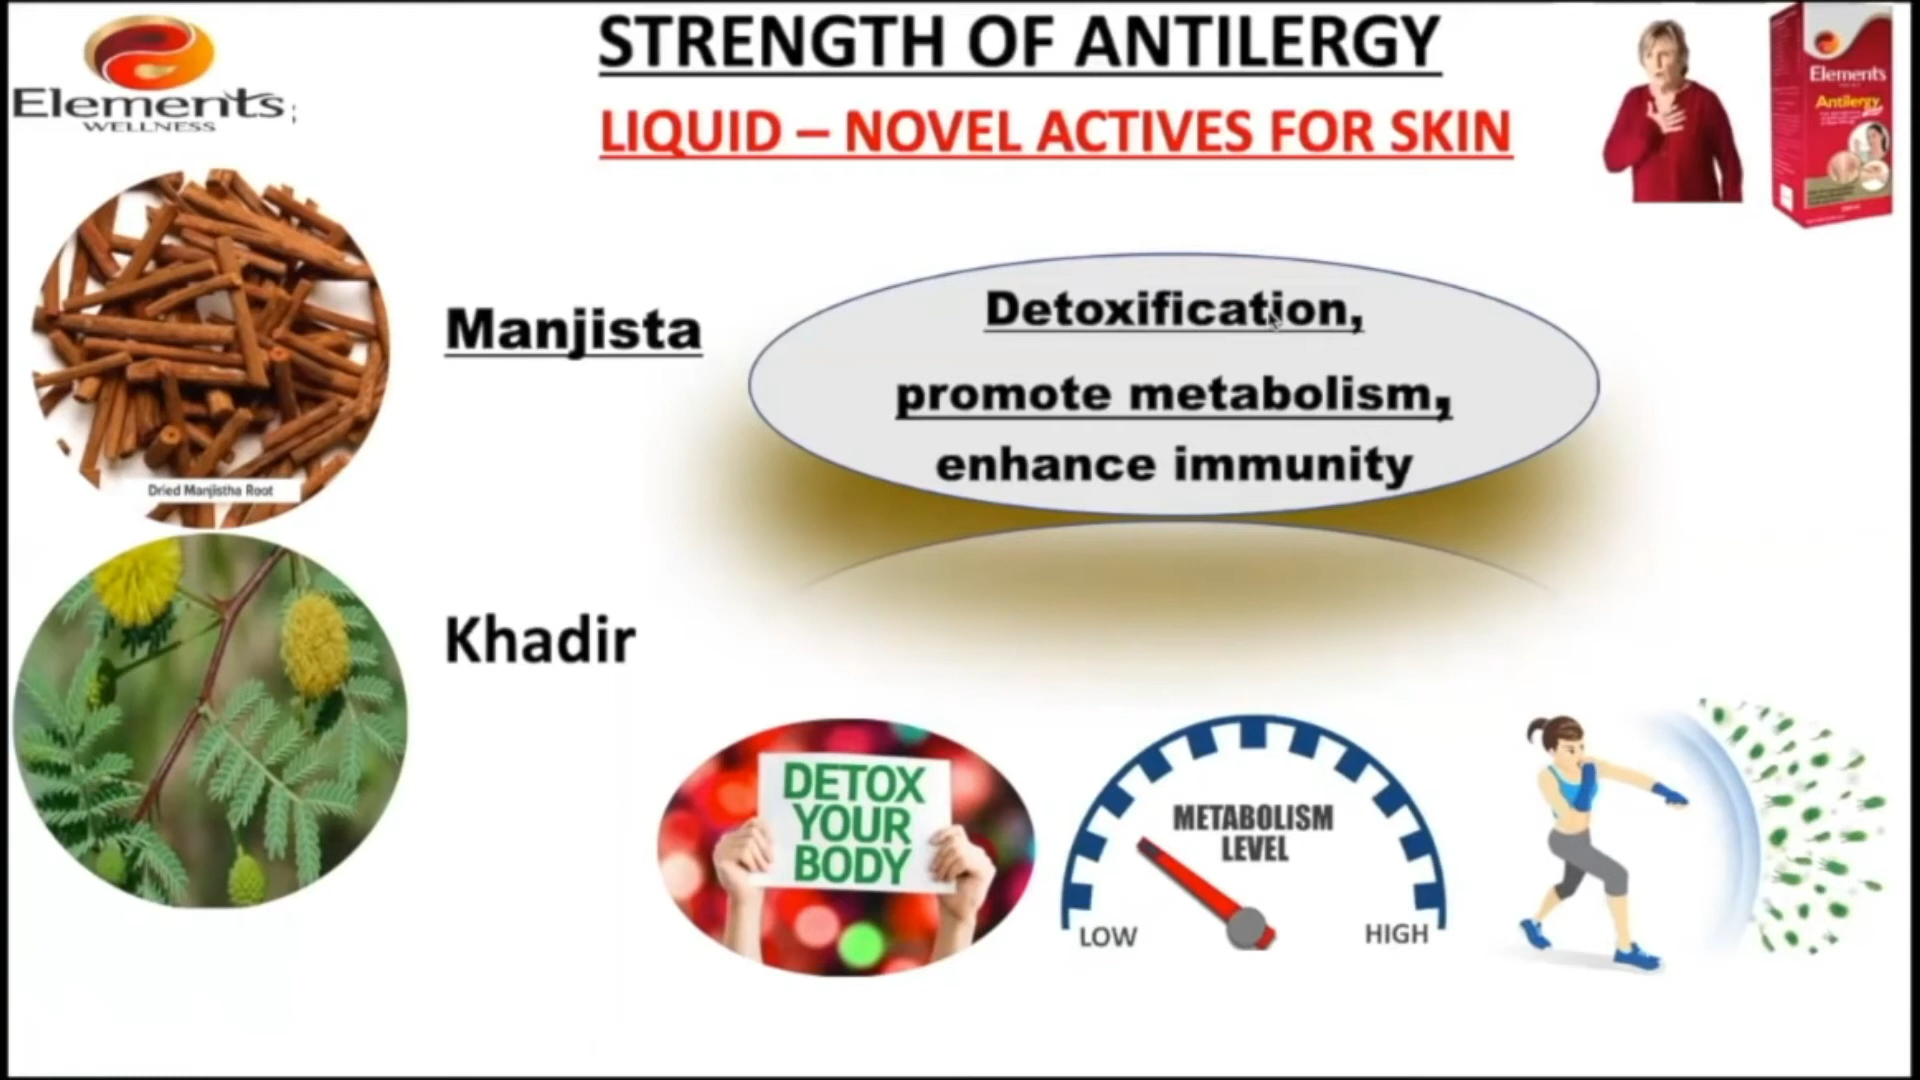 Elements
WELLNESS
STRENGTH OF ANTILERGY
LIQUID – NOVEL ACTIVES FOR SKIN
Elements
Antilergy
Dried Manjistha Root
Manjista
Detoxification,
promote metabolism,
enhance immunity
Khadir
DETOX
YOUR
BODY
METABOLISM
LEVEL
LOW
HIGH